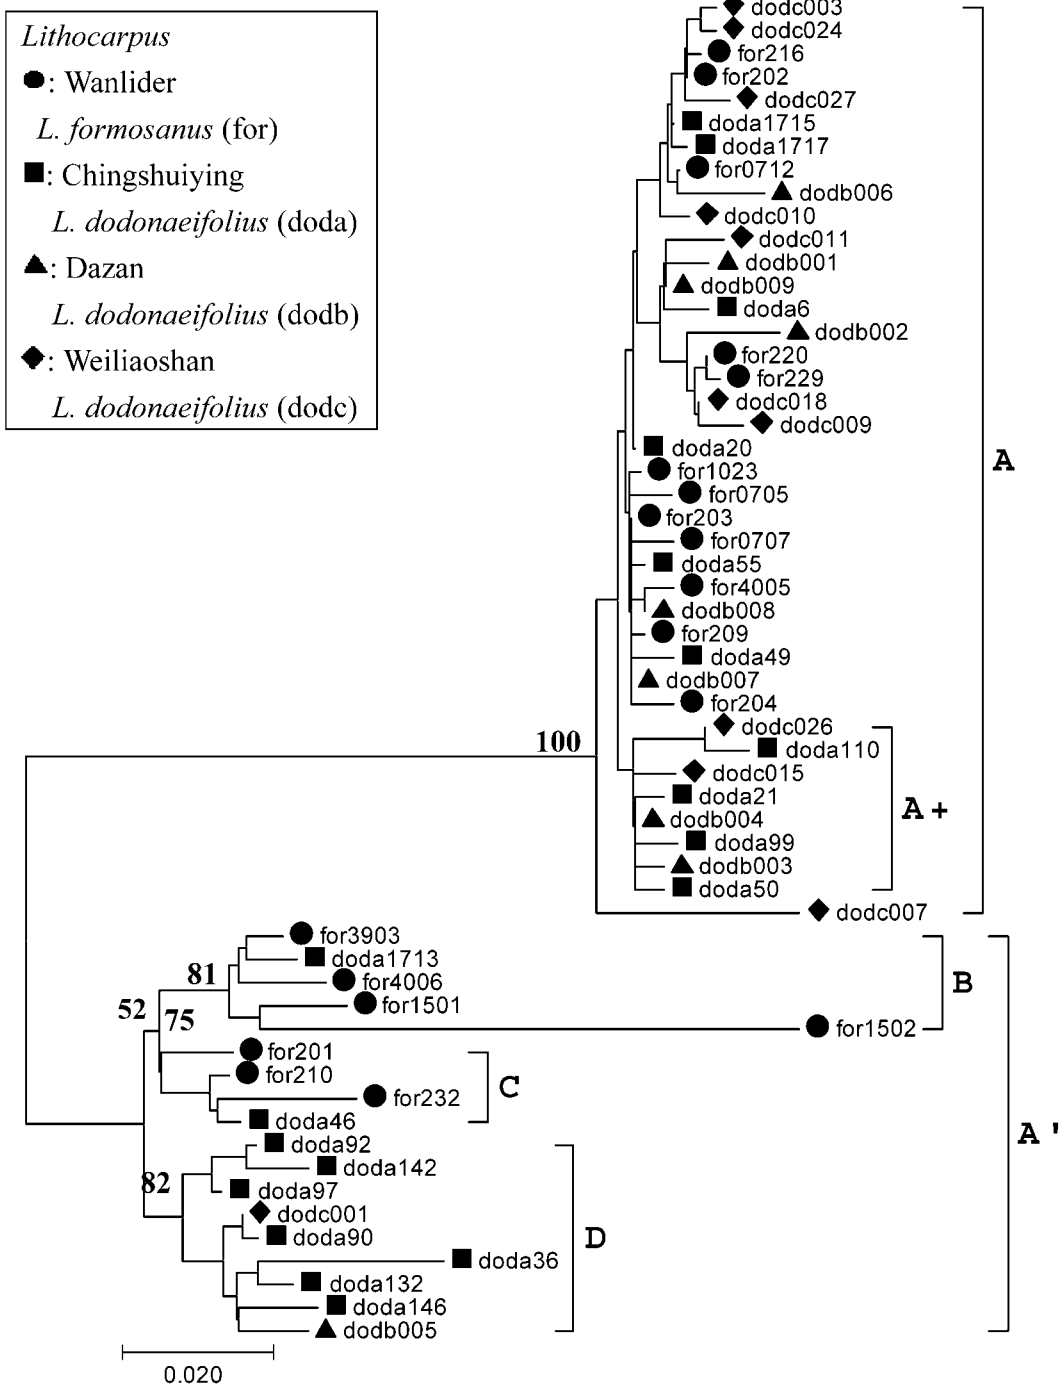 Lithocarpus
: Wanlider
L. formosanus (for)
: Chingshuiying
L. dodonaeifolius (doda)
: Dazan
L. dodonaeifolius (dodb)
: Weiliaoshan
L. dodonaeifolius (dodc)
dodc003
dodc024
for216
for202
dodc027
doda1715
doda1717
for0712
dodb006
dodc010
dodc011
dodb001
dodb009
doda6
dodb002
for220
for229
dodc018
dodc009
doda20
A
for1023
for0705
for203
for0707
doda55
for4005
dodb008
for209
doda49
dodb007
for204
dodc026
100
doda110
dodc015
doda21
A+
dodb004
doda99
dodb003
doda50
dodc007
for3903
doda1713
81
for4006
B
for1501
52
75
for1502
for201
for210
C
for232
doda46
A'
doda92
doda142
82
doda97
dodc001
doda90
D
doda36
doda132
doda146
dodb005
0.020